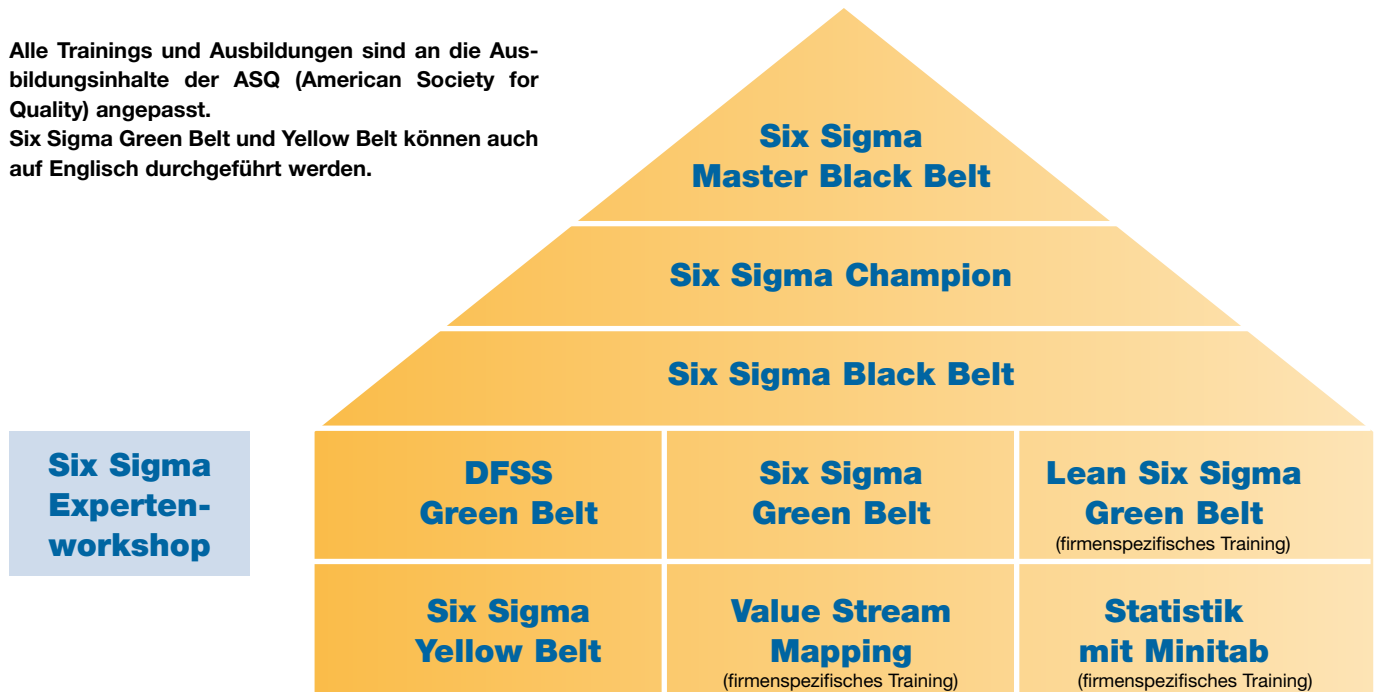 Alle Trainings und Ausbildungen sind an die Aus-
bildungsinhalte der ASQ (American Society for
Quality) angepasst.
Six Sigma Green Belt und Yellow Belt können auch
auf Englisch durchgeführt werden.
Six Sigma
Master Black Belt
Six Sigma Champion
Six Sigma Black Belt
Six Sigma
Experten-
workshop
DFSS
Green Belt
Six Sigma
Green Belt
Lean Six Sigma
Green Belt
(firmenspezifisches Training)
Six Sigma
Yellow Belt
Value Stream
Mapping
(firmenspezifisches Training)
Statistik
mit Minitab
(firmenspezifisches Training)